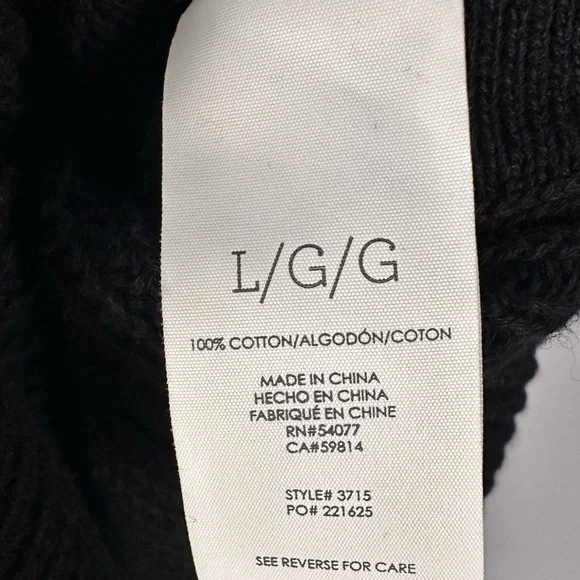 L/G/G
100% COTTON/ALGODÓN/COTON
MADE IN CHINA
HECHO EN CHINA
FABRIQUÉ EN CHINE
RN#54077
CA#59814
STYLE# 3715
PO# 221625
SEE REVERSE FOR CARE